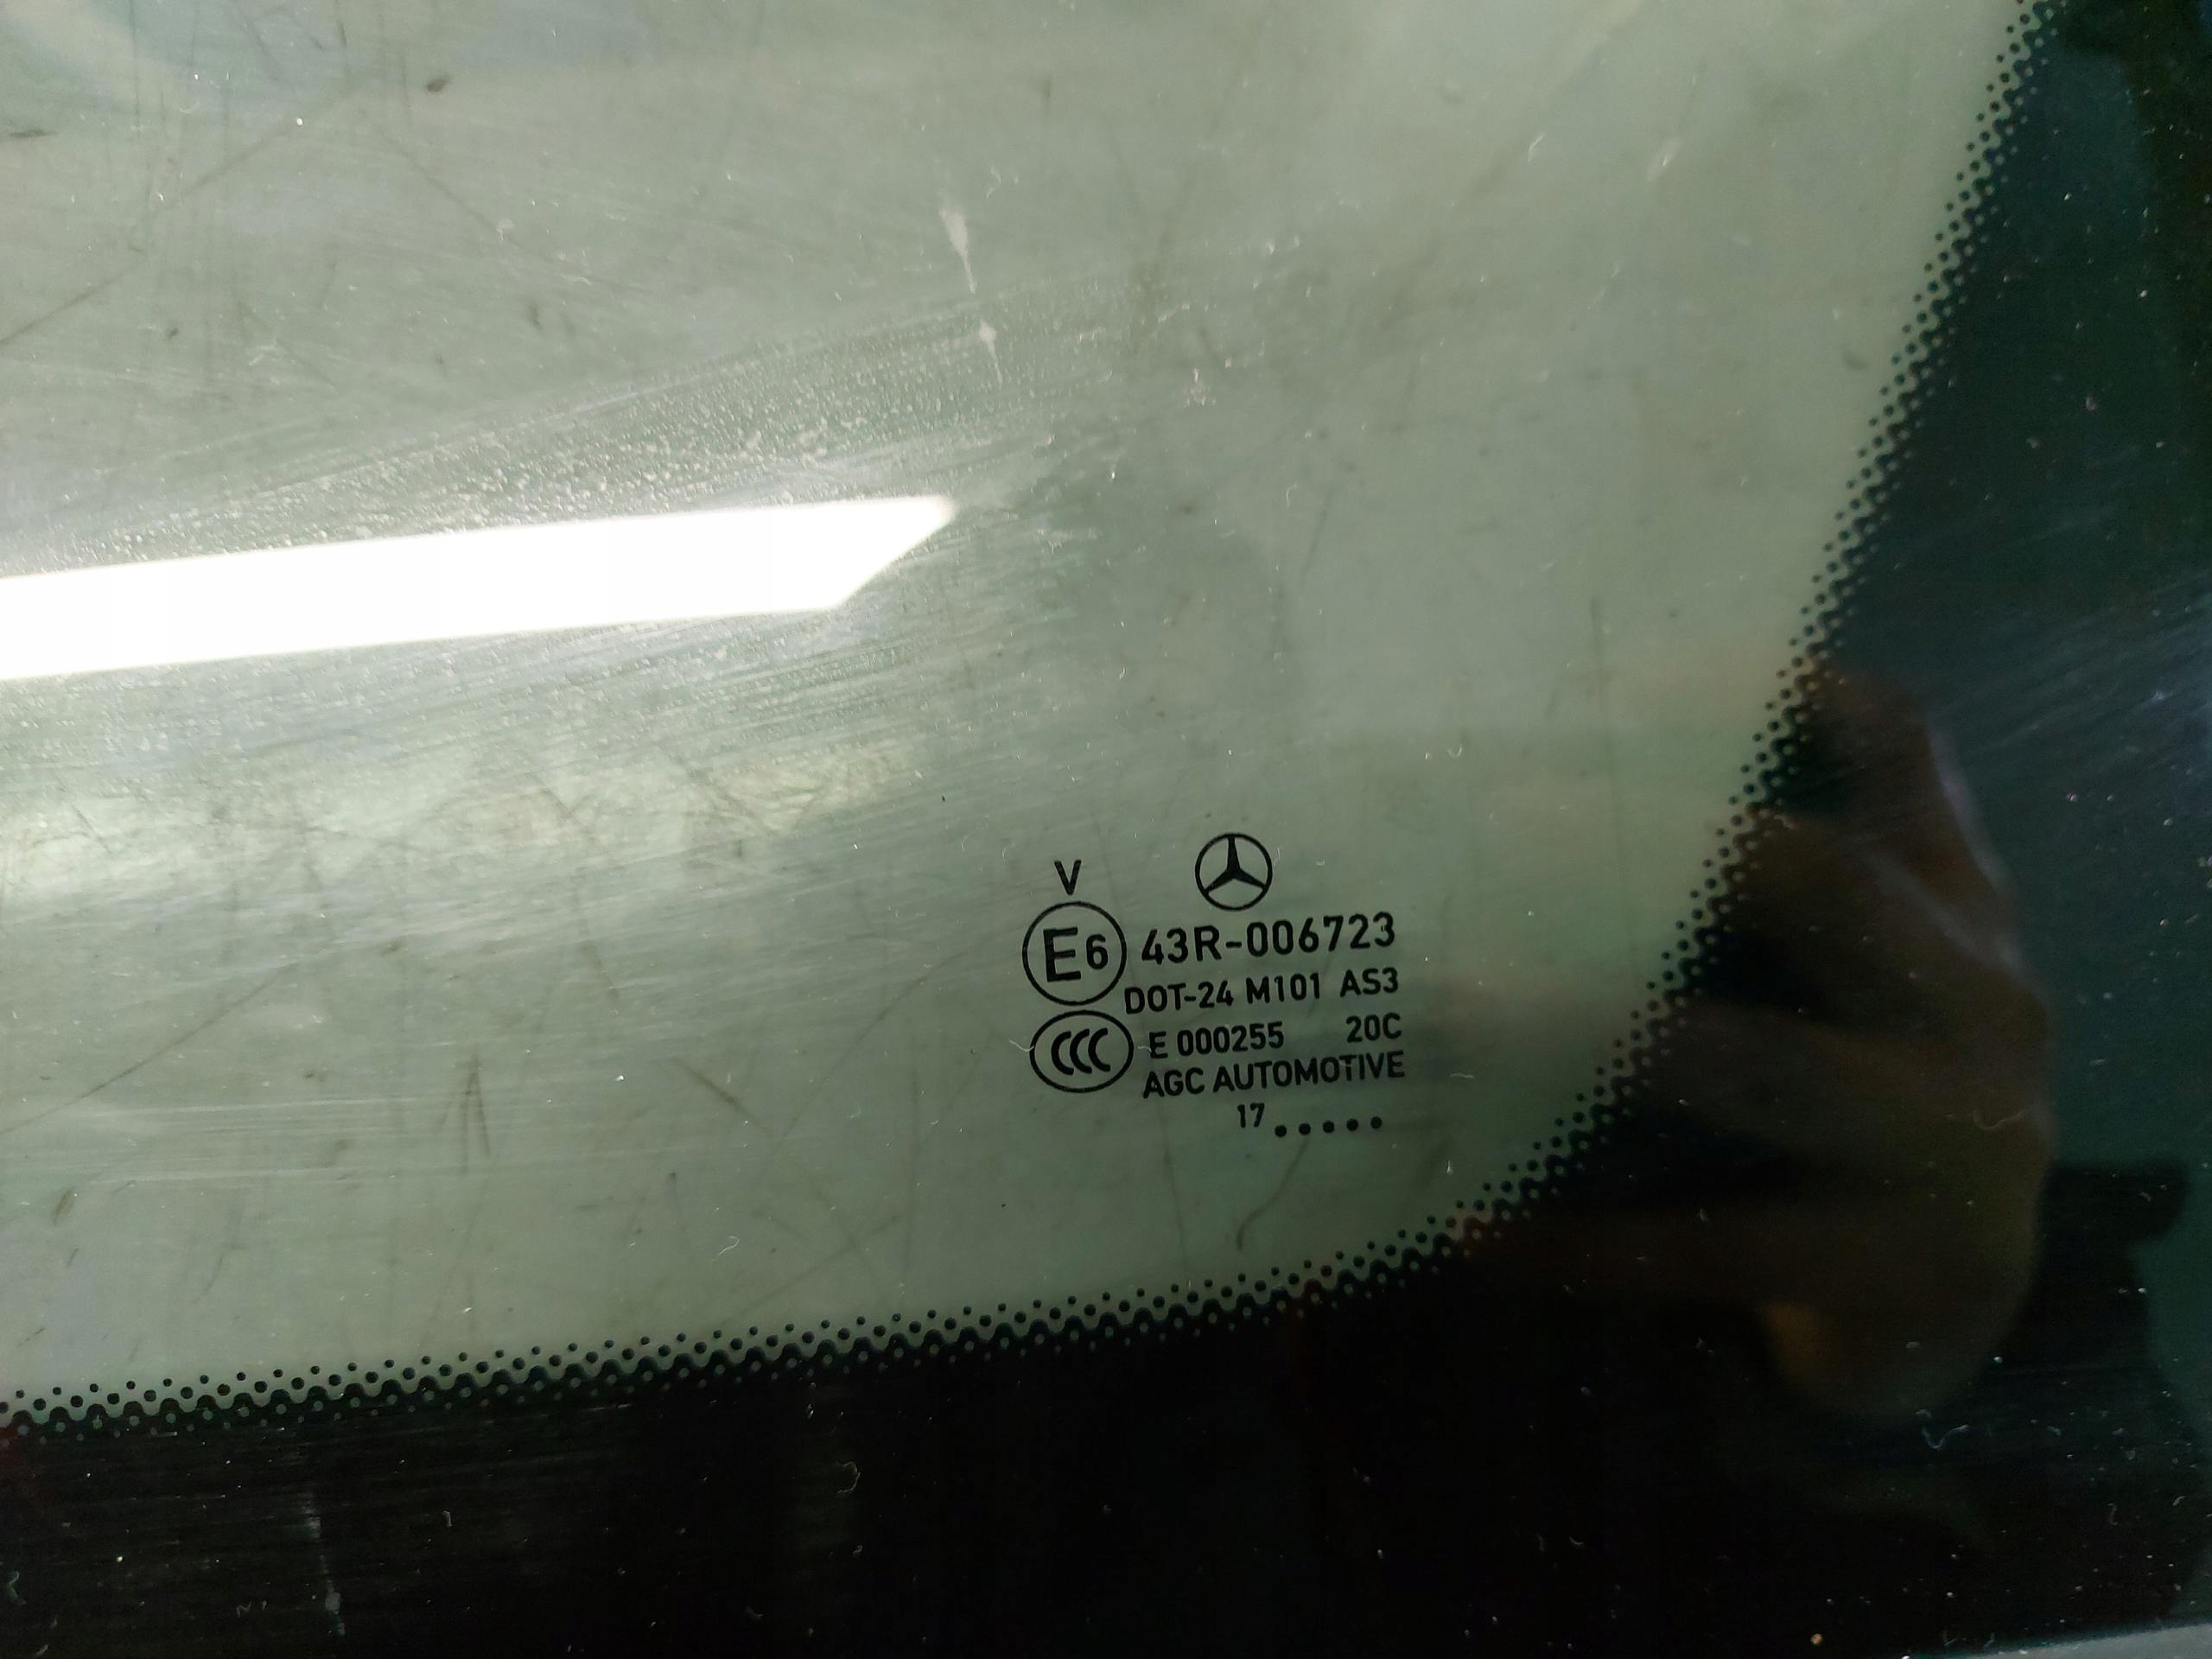 V
E6 43R-006723
DOT-24 M101 AS3
CCC E 000255 20C
AGC AUTOMOTIVE
17.....